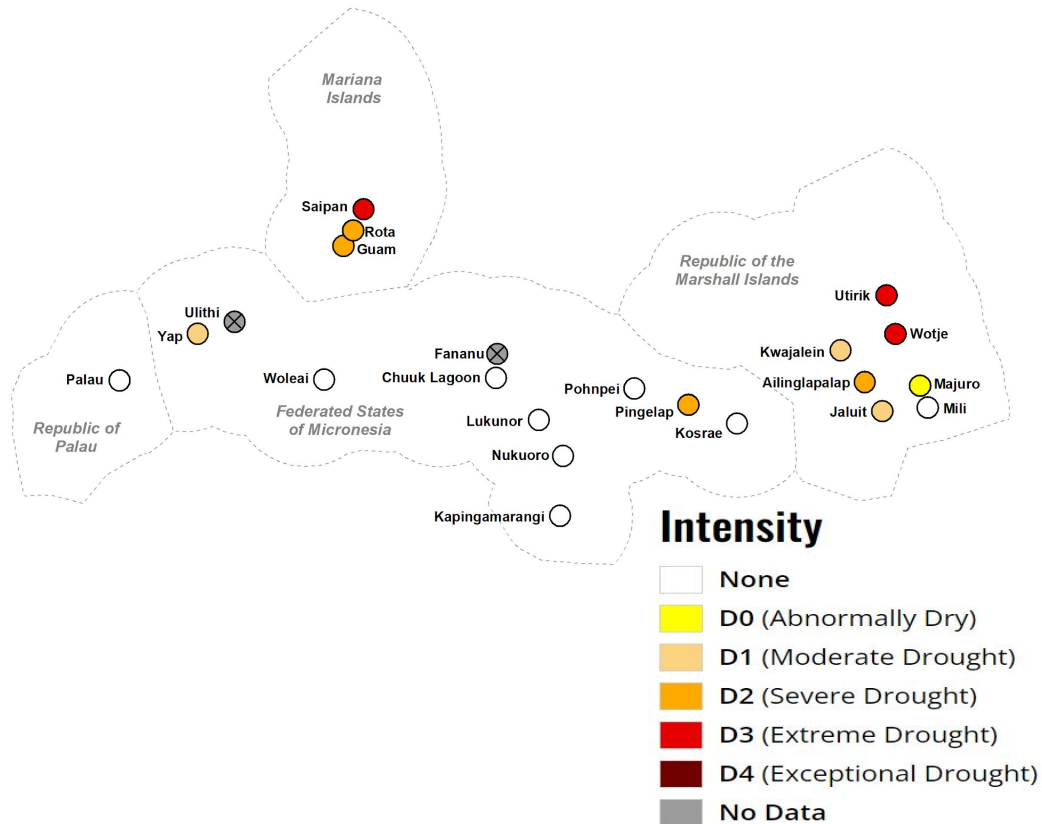 Mariana
Islands
Saipan
Rota
Guam
Republic of the
Marshall Islands
Utirik
Ulithi
Yap
Wotje
Fananu
Kwajalein
Palau
Woleai
Chuuk Lagoon
Pohnpei
Ailinglapalap
Majuro
Pingelap
Jaluit
Mili
Federated States
of Micronesia
Lukunor
Kosrae
Republic of
Palau
Nukuoro
Kapingamarangi
Intensity
None
D0 (Abnormally Dry)
D1 (Moderate Drought)
D2 (Severe Drought)
D3 (Extreme Drought)
D4 (Exceptional Drought)
No Data